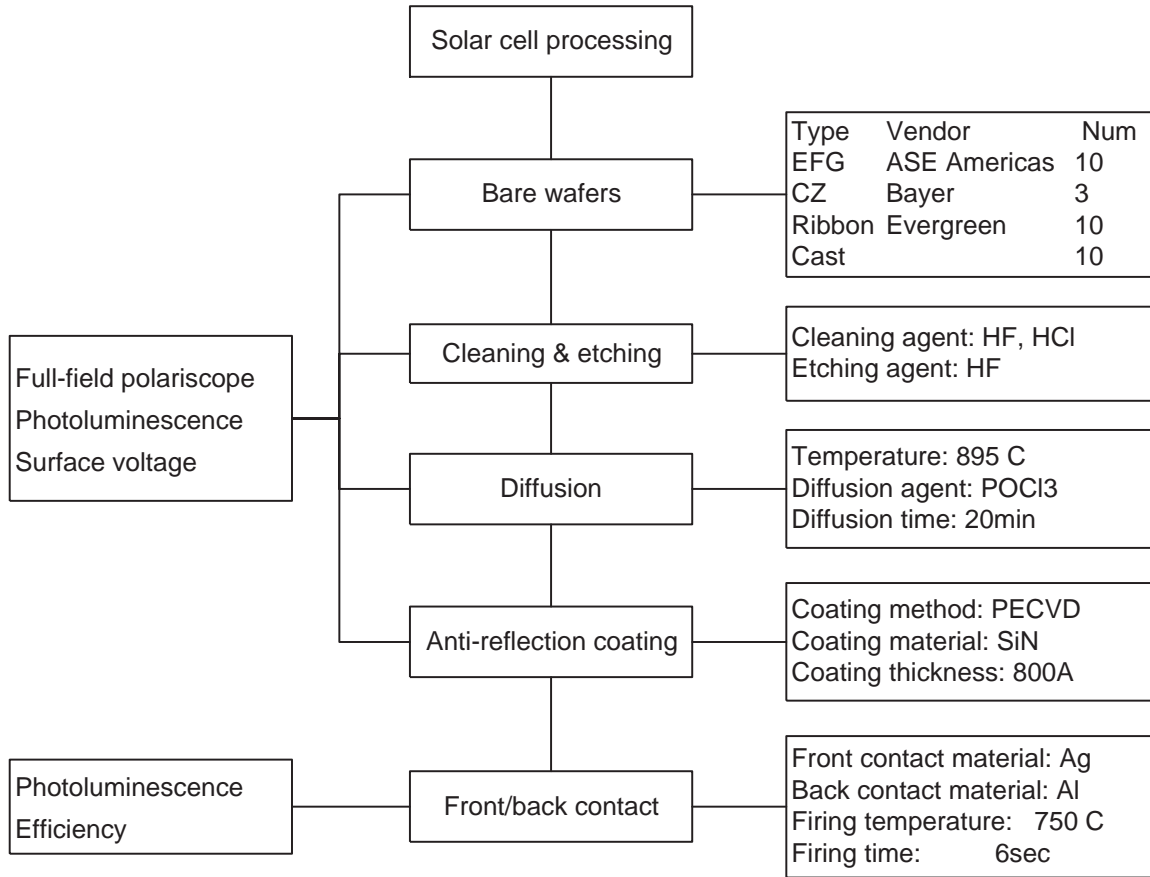 Solar cell processing
Bare wafers
Type Vendor Num
EFG ASE Americas 10
CZ Bayer 3
Ribbon Evergreen 10
Cast 10
Full-field polariscope
Photoluminescence
Surface voltage
Cleaning & etching
Cleaning agent: HF, HCl
Etching agent: HF
Diffusion
Temperature: 895 C
Diffusion agent: POCl3
Diffusion time: 20min
Anti-reflection coating
Coating method: PECVD
Coating material: SiN
Coating thickness: 800A
Photoluminescence
Efficiency
Front/back contact
Front contact material: Ag
Back contact material: Al
Firing temperature: 750 C
Firing time: 6sec